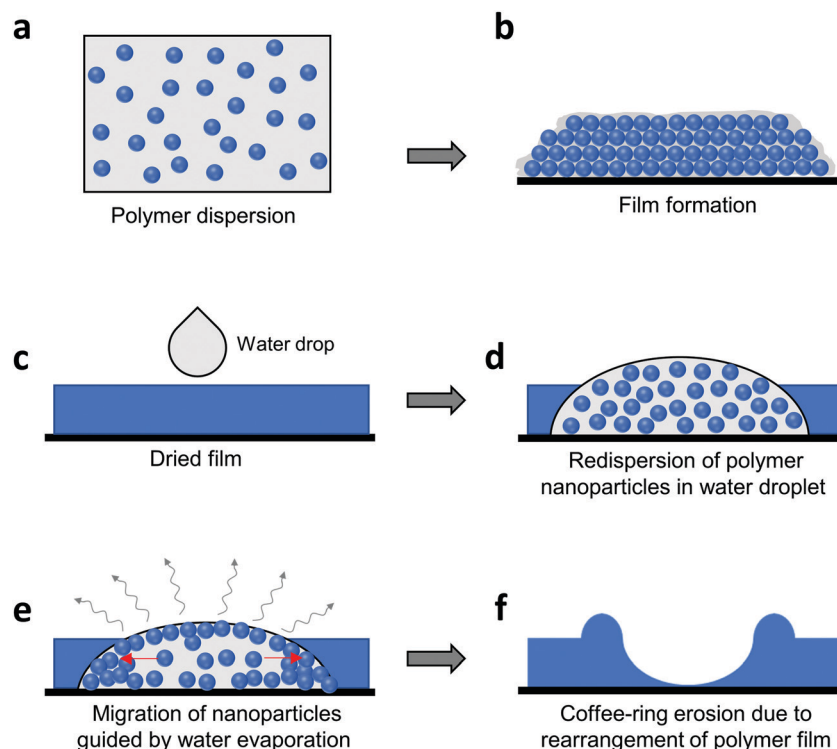 a
b
Polymer dispersion
Film formation
c
Water drop
d
Dried film
Redispersion of polymer
nanoparticles in water droplet
e
f
Migration of nanoparticles
guided by water evaporation
Coffee-ring erosion due to
rearrangement of polymer film